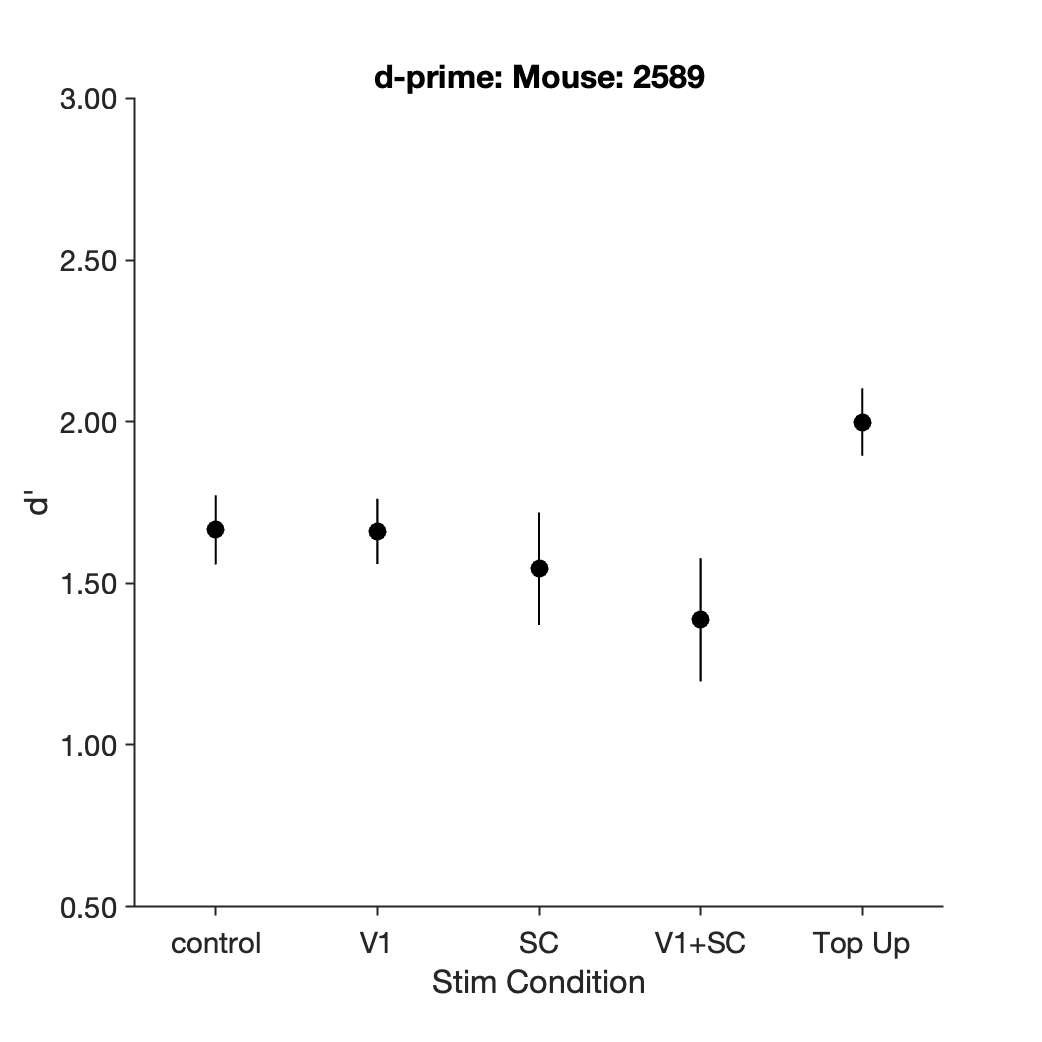 d-prime: Mouse: 2589
3.00
2.50
2.00
1.50
1.00
0.50
d'
control V1 SC V1+SC Top Up
Stim Condition